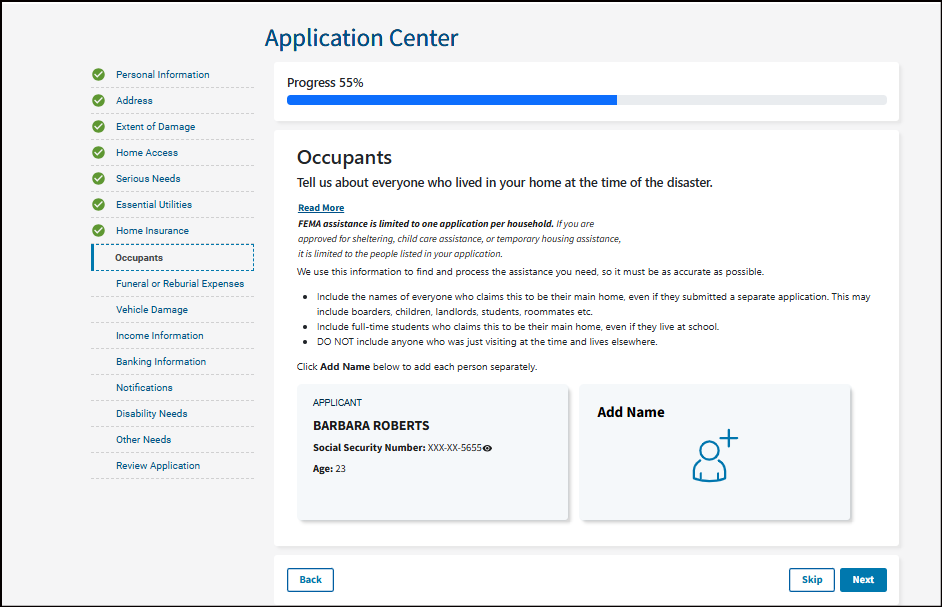 Application Center
Personal Information
Address
Extent of Damage
Home Access
Serious Needs
Essential Utilities
Home Insurance
Occupants
Funeral or Reburial Expenses
Vehicle Damage
Income Information
Banking Information
Notifications
Disability Needs
Other Needs
Review Application
Progress 55%
Occupants
Tell us about everyone who lived in your home at the time of the disaster.
Read More
FEMA assistance is limited to one application per household. If you are
approved for sheltering, child care assistance, or temporary housing assistance,
it is limited to the people listed in your application.
We use this information to find and process the assistance you need, so it must be as accurate as possible.
• Include the names of everyone who claims this to be their main home, even if they submitted a separate application. This may
include boarders, children, landlords, students, roommates etc.
• Include full-time students who claims this to be their main home, even if they live at school.
• DO NOT include anyone who was just visiting at the time and lives elsewhere.
Click Add Name below to add each person separately.
APPLICANT
BARBARA ROBERTS
Social Security Number: XXX-XX-5655
Age: 23
Add Name
Back
Skip
Next